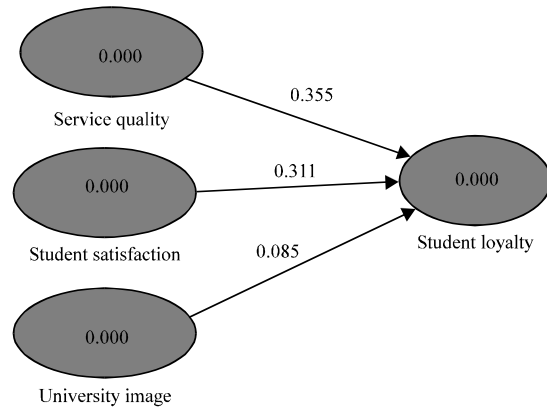 0.000
Service quality
0.355
0.000
Student satisfaction
0.311
0.000
Student loyalty
0.085
0.000
University image